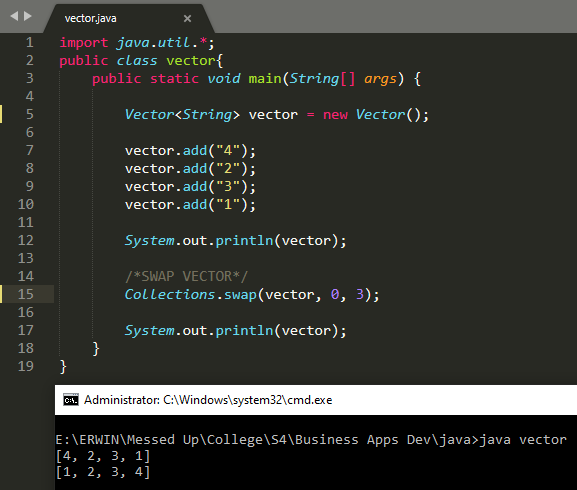 vector.java ×
1 import java.util.*;
2 public class vector{
3 public static void main(String[] args) {
4
5 Vector<String> vector = new Vector();
6
7 vector.add("4");
8 vector.add("2");
9 vector.add("3");
10 vector.add("1");
11
12 System.out.println(vector);
13
14 /*SWAP VECTOR*/
15 Collections.swap(vector, 0, 3);
16
17 System.out.println(vector);
18 }
19 }
C:\. Administrator: C:\Windows\system32\cmd.exe
E:\ERWIN\Messed Up\College\S4\Business Apps Dev\java>java vector
[4, 2, 3, 1]
[1, 2, 3, 4]